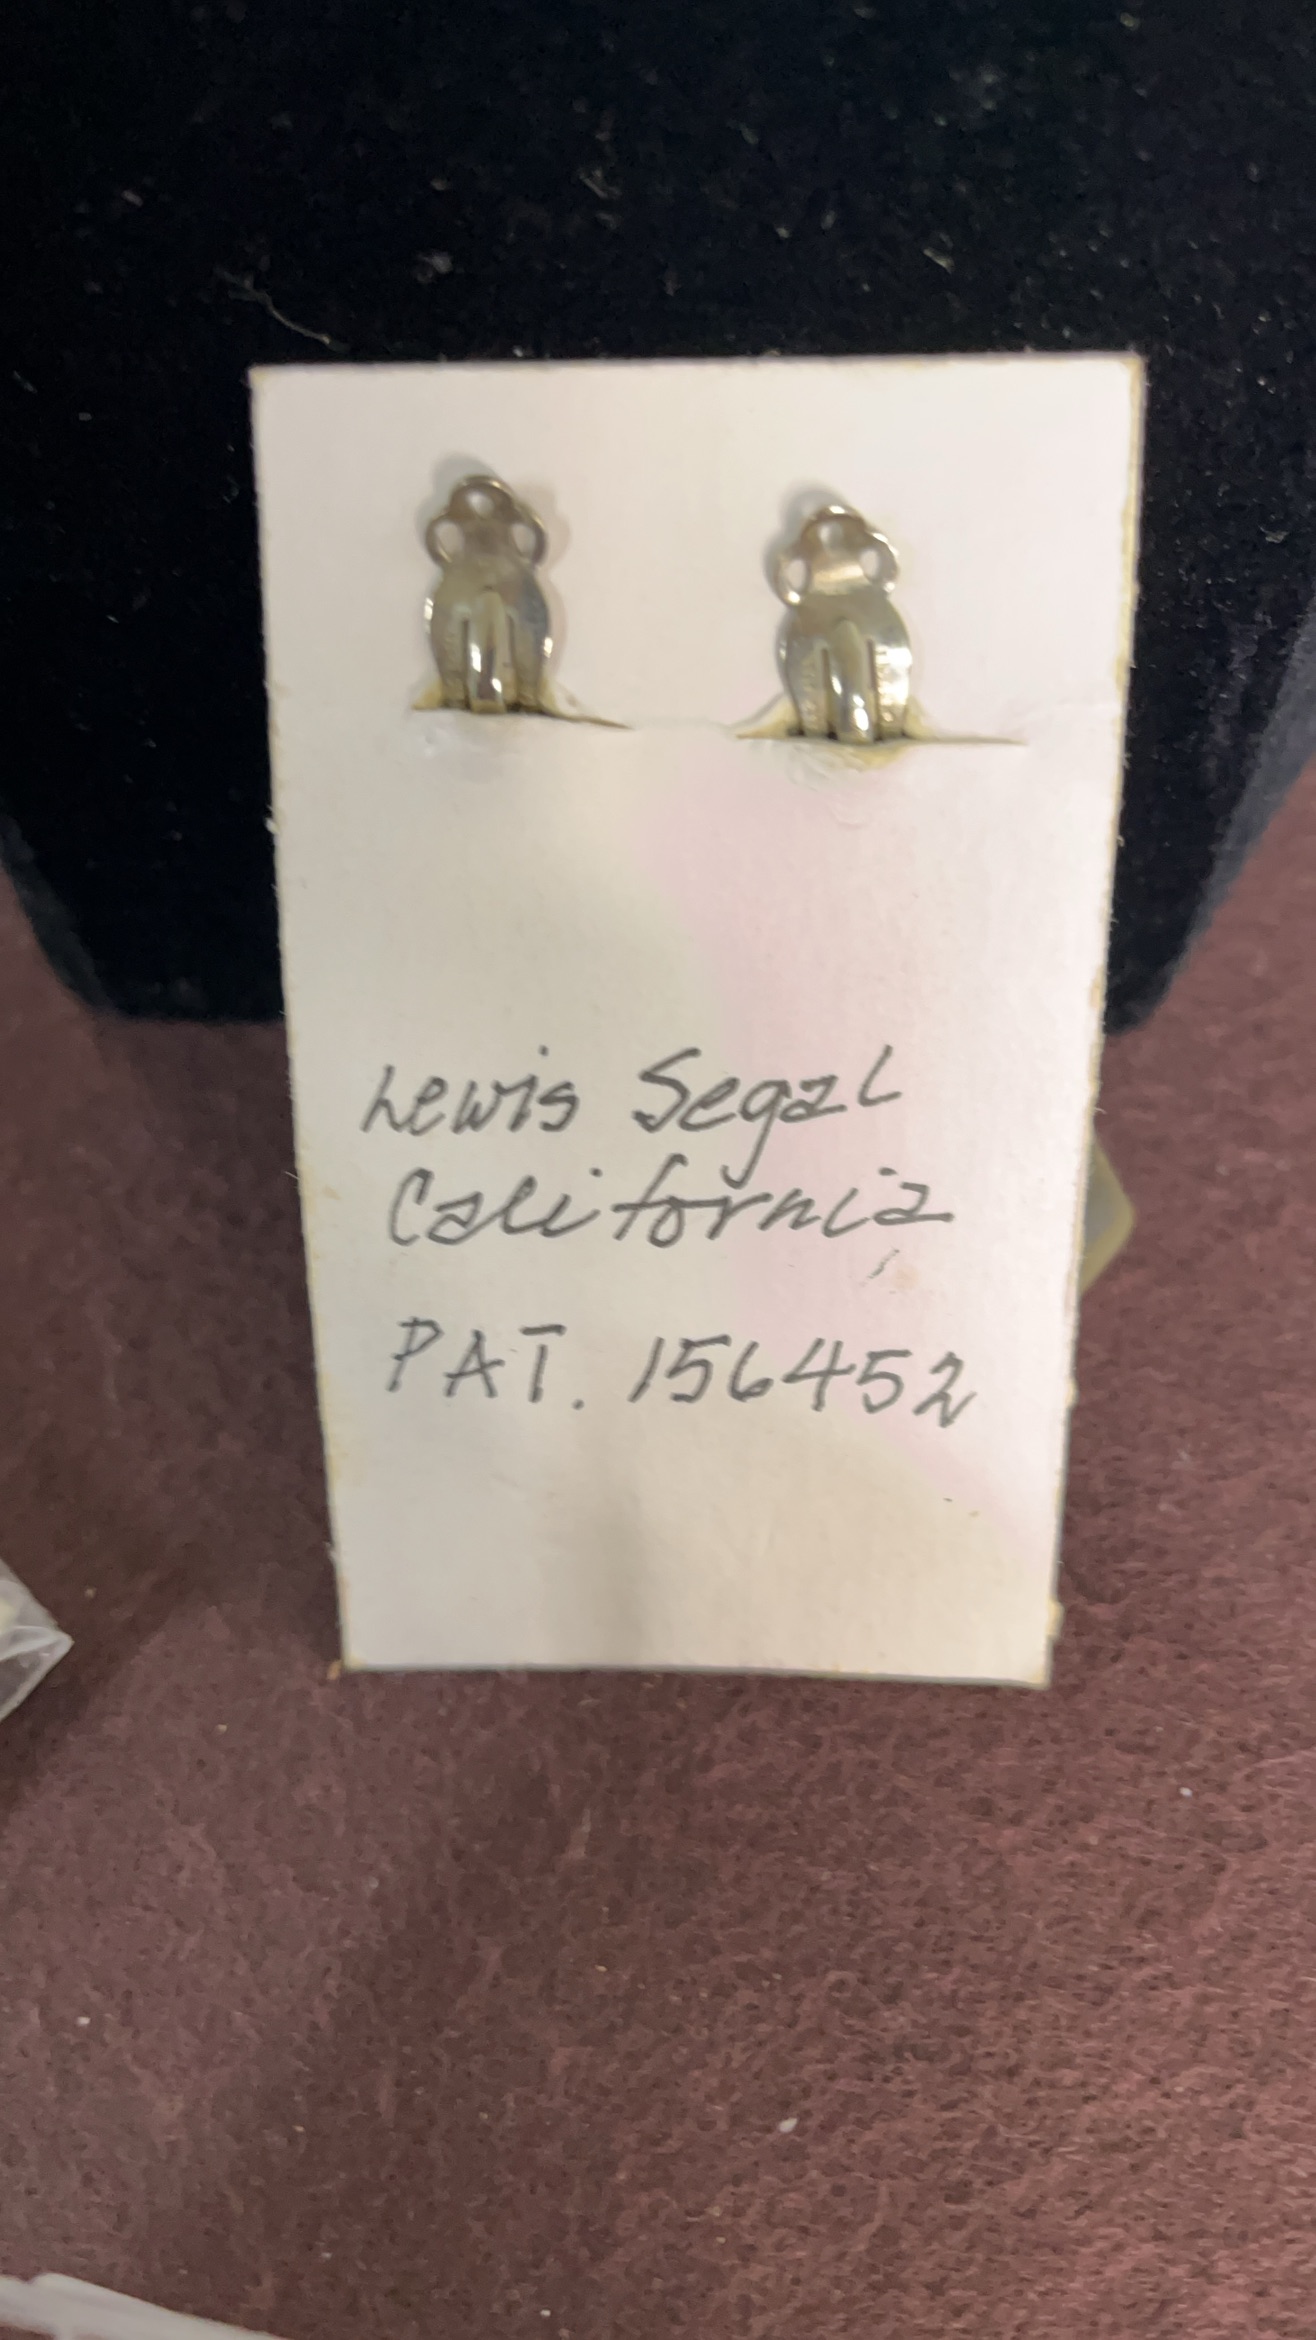 Lewis Segal
California
PAT. 156452